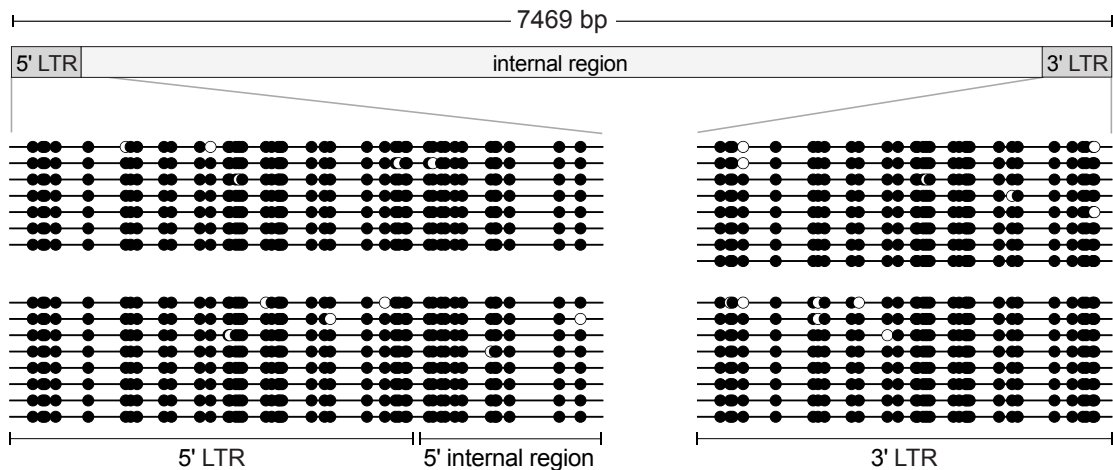 7469 bp
5' LTR internal region 3' LTR
5' LTR 5' internal region 3' LTR